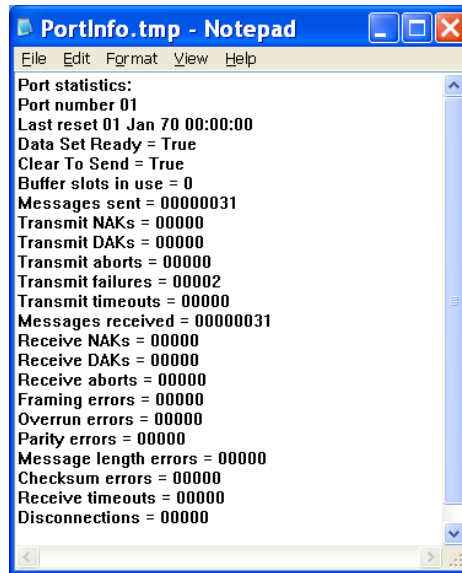 PortInfo.tmp - Notepad
File Edit Format View Help
Port statistics:
Port number 01
Last reset 01 Jan 70 00:00:00
Data Set Ready = True
Clear To Send = True
Buffer slots in use = 0
Messages sent = 00000031
Transmit NAKs = 00000
Transmit DAKs = 00000
Transmit aborts = 00000
Transmit failures = 00002
Transmit timeouts = 00000
Messages received = 00000031
Receive NAKs = 00000
Receive DAKs = 00000
Receive aborts = 00000
Framing errors = 00000
Overrun errors = 00000
Parity errors = 00000
Message length errors = 00000
Checksum errors = 00000
Receive timeouts = 00000
Disconnections = 00000